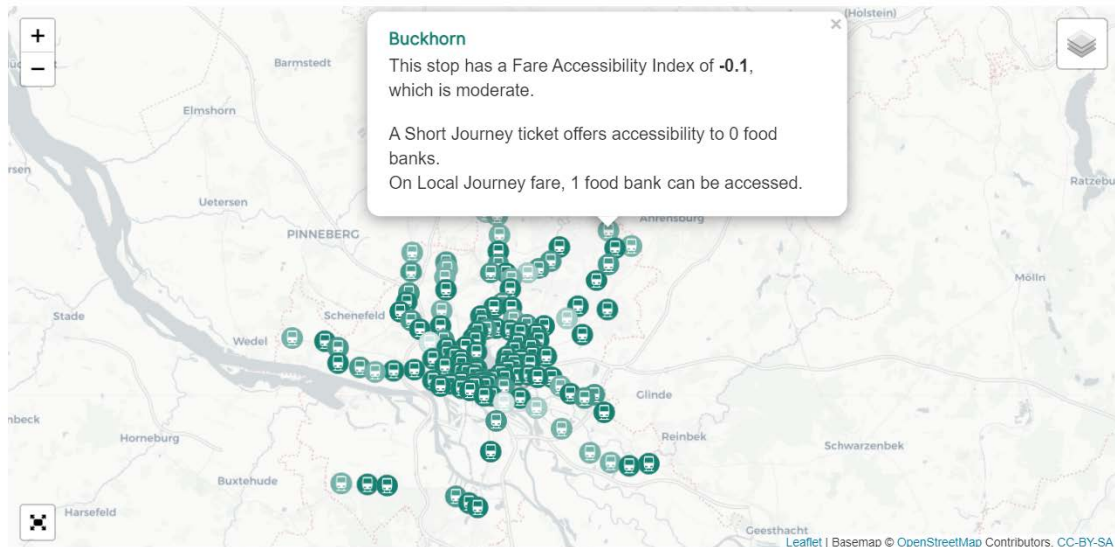 +
−
Buckhorn
×
This stop has a Fare Accessibility Index of -0.1,
which is moderate.
A Short Journey ticket offers accessibility to 0 food
banks.
On Local Journey fare, 1 food bank can be accessed.
(Holstein)
Barmstedt
Elmshorn
Uetersen
PINNEBERG
Ahrensburg
Ratzebu
Mölln
Stade
Schenefeld
Wedel
Glinde
Horneburg
Reinbek
Schwarzenbek
Buxtehude
Harsefeld
Geesthacht
Leaflet | Basemap © OpenStreetMap Contributors, CC-BY-SA